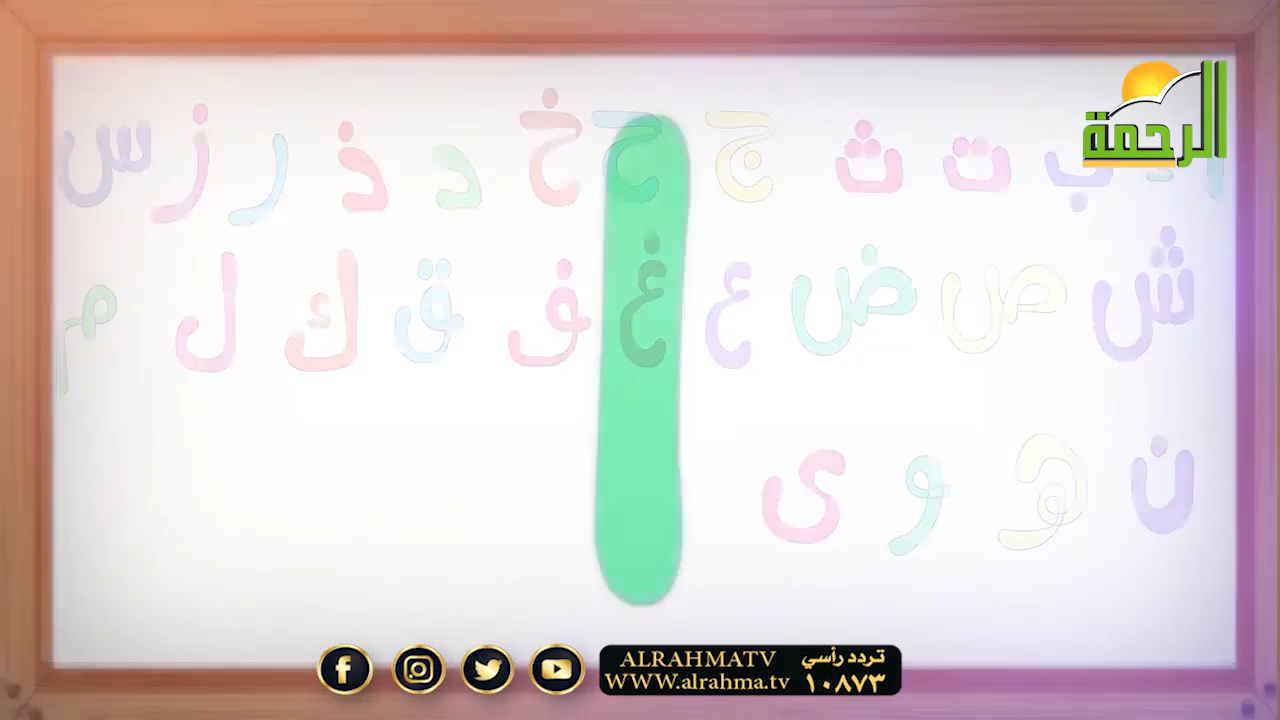 الرحمة
ا ب ت ث ج ح خ د ذ ر ز س
ش ص ض ع غ ف ق ك ل م
ن ه و ى
ا
ALRAHMATV تردد رأسي
WWW.alrahma.tv ١٠٨٧٣